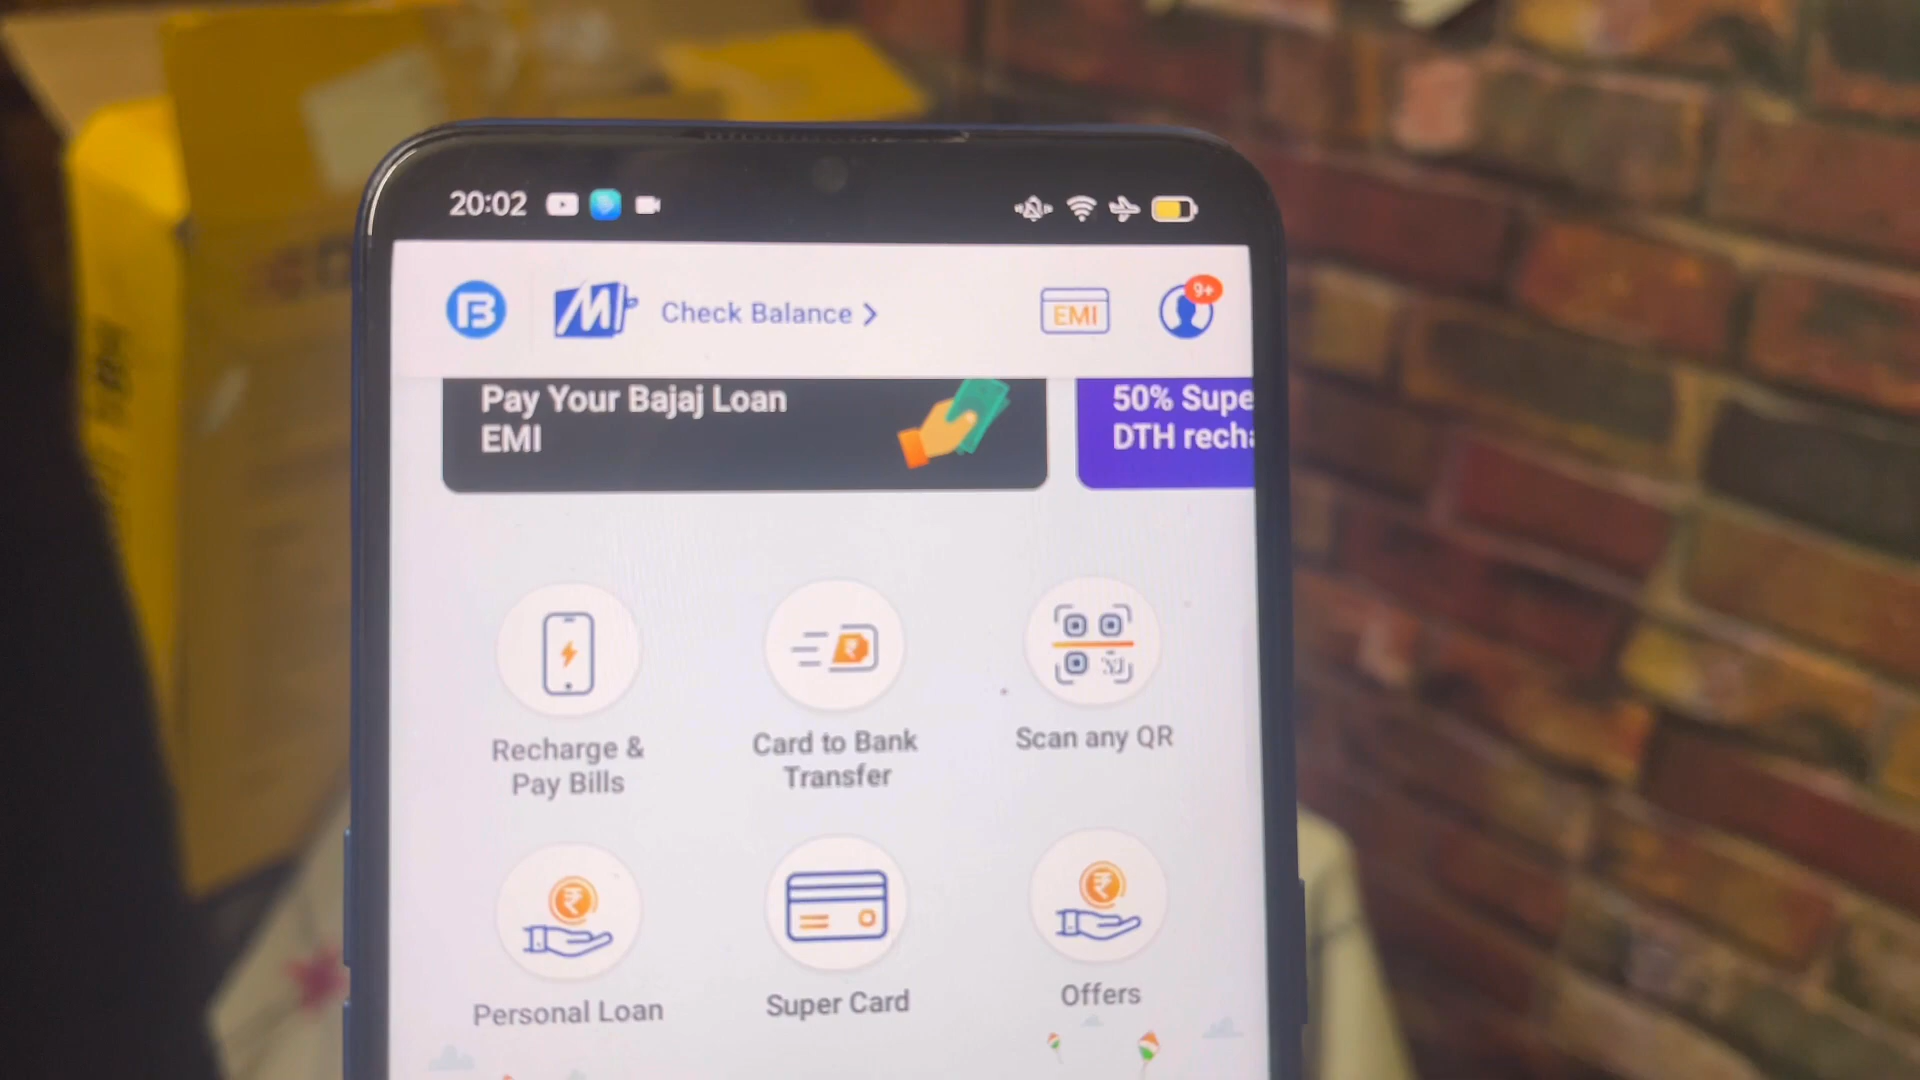 20:02
Check Balance
EMI
9+
Pay Your Bajaj Loan
EMI
50% Supe
DTH recha
Recharge &
Pay Bills
Card to Bank
Transfer
Scan any QR
Personal Loan
Super Card
Offers